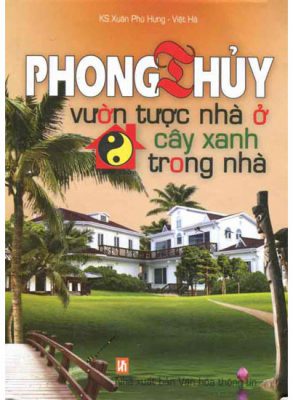 KS.Xuân Phú Hưng - Việt Hà
PHONG THỦY
vườn tược nhà ở
cây xanh
trong nhà
Nhà xuất bản Văn hóa thông tin